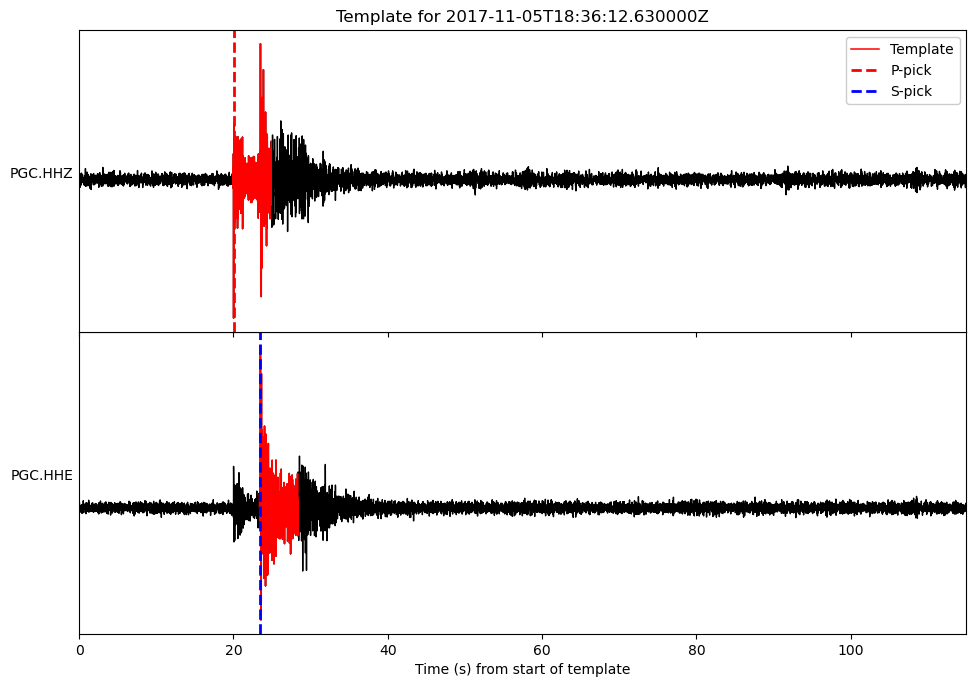 Template for 2017-11-05T18:36:12.630000Z
Template
P-pick
S-pick
PGC.HHZ
PGC.HHE
0 20 40 60 80 100
Time (s) from start of template